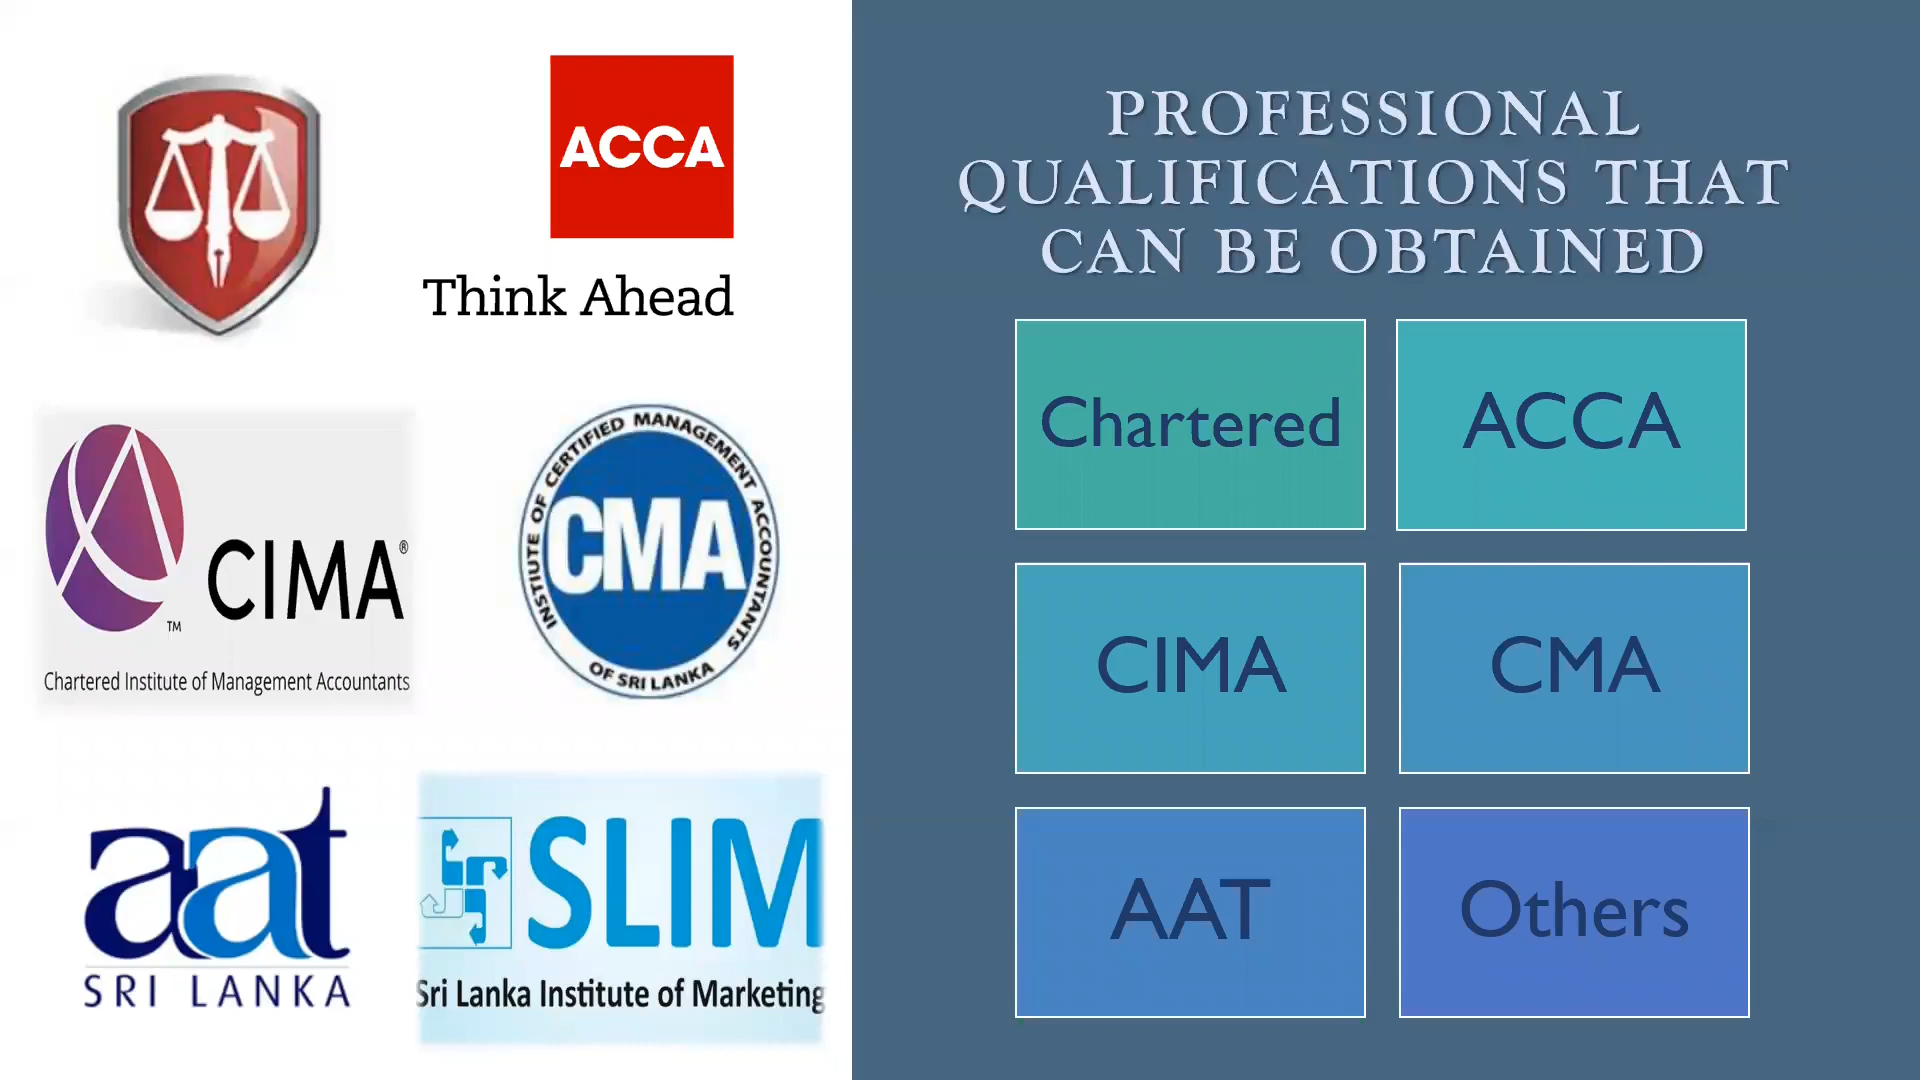 ACCA
Think Ahead
CIMA®
TM
Chartered Institute of Management Accountants
INSTIUTE OF CERTIFIED MANAGEMENT ACCOUNTANTS
CMA
OF SRI LANKA
aat
SRI LANKA
SLIM
Sri Lanka Institute of Marketing
PROFESSIONAL
QUALIFICATIONS THAT
CAN BE OBTAINED
Chartered
ACCA
CIMA
CMA
AAT
Others